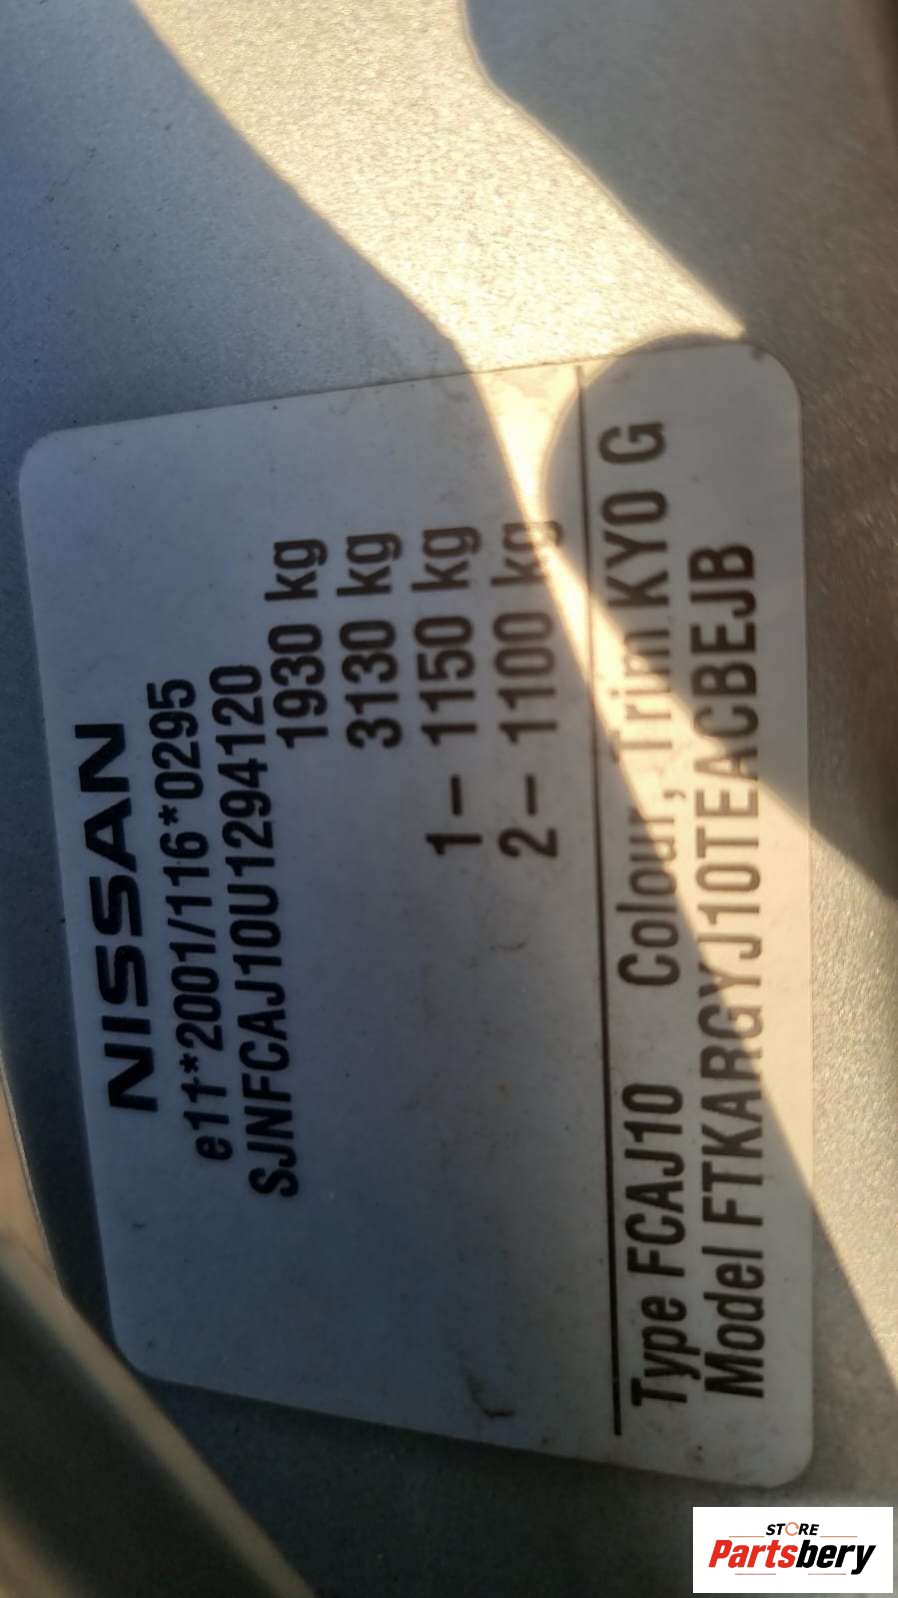 NISSAN
e11*2001/116*0295
SJNFCAJ10U1294120
1930 kg
3130 kg
1– 1150 kg
2– 1100 kg
Type FCAJ10 Colour, Trim KY0 G
Model FTKARGYJ10TEACBEJB
STORE
Partsbery